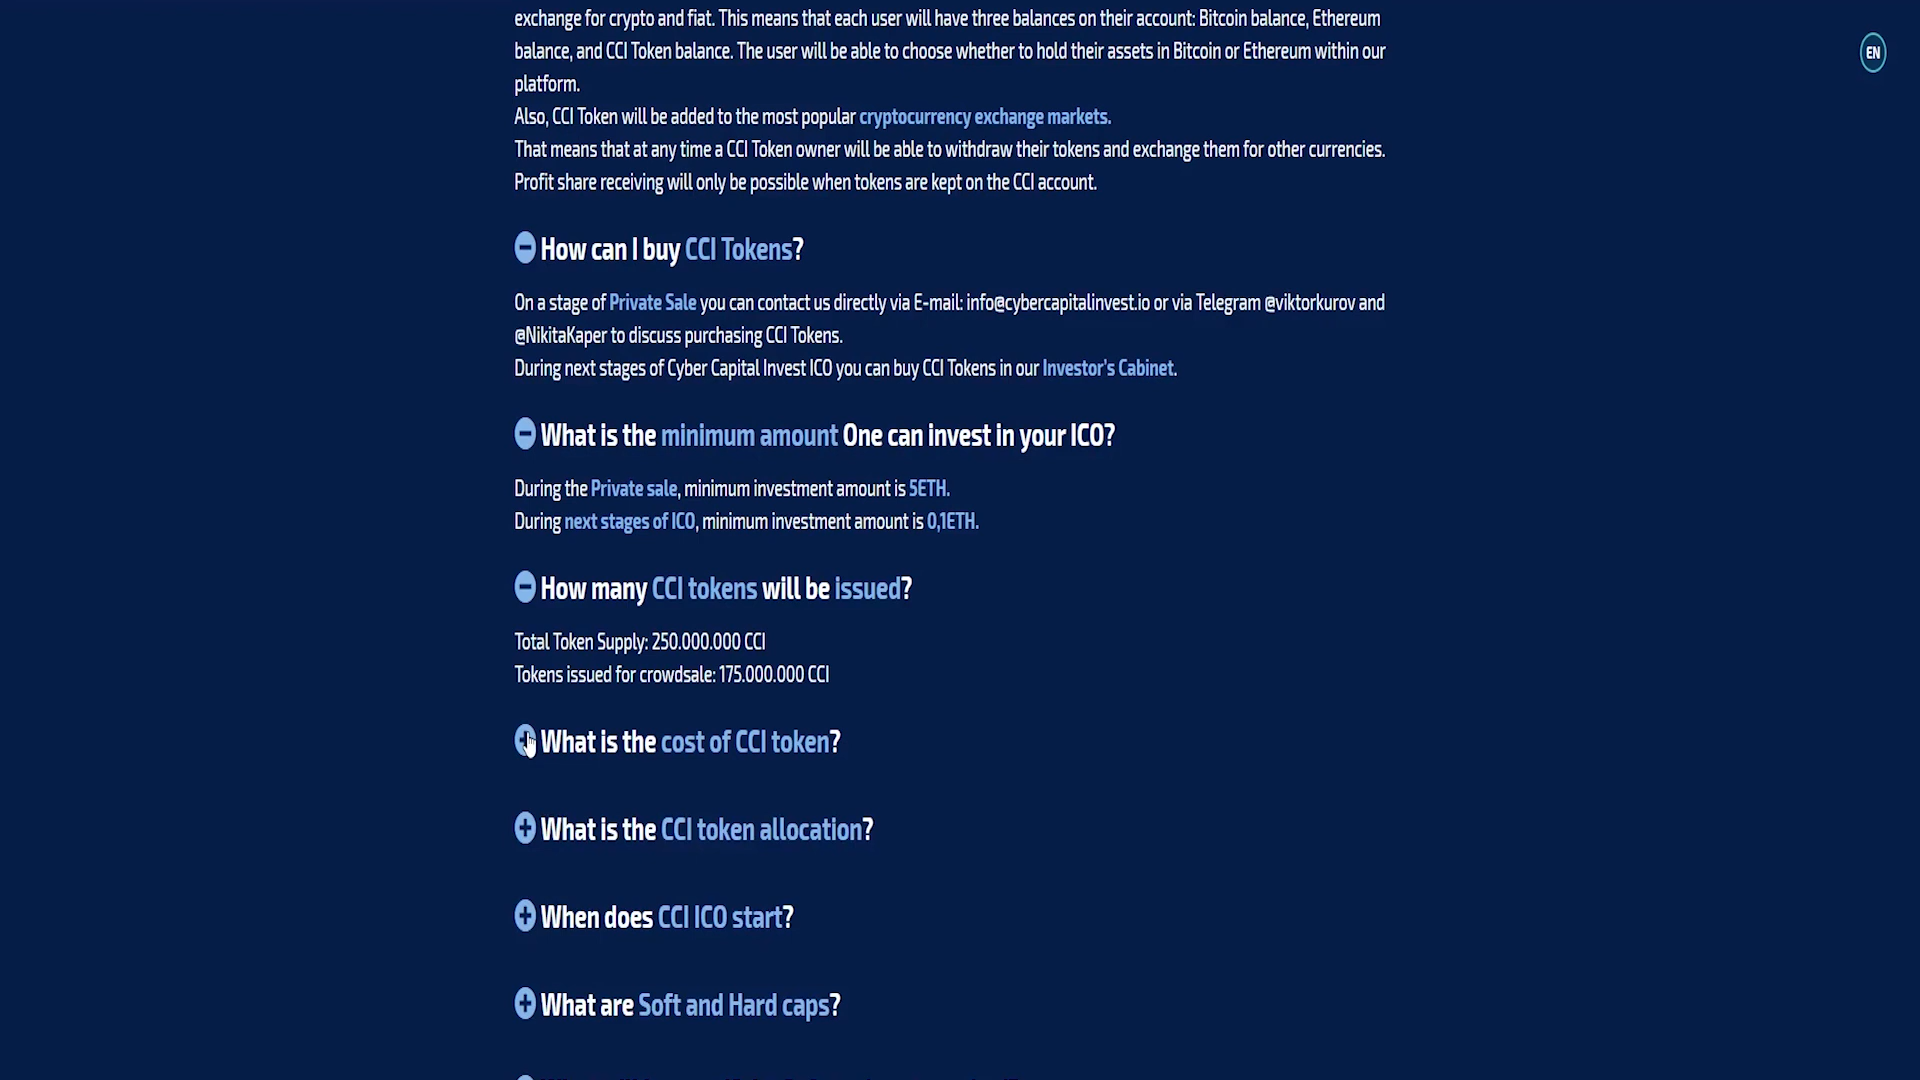 exchange for crypto and fiat. This means that each user will have three balances on their account: Bitcoin balance, Ethereum
balance, and CCI Token balance. The user will be able to choose whether to hold their assets in Bitcoin or Ethereum within our
platform.
Also, CCI Token will be added to the most popular cryptocurrency exchange markets.
That means that at any time a CCI Token owner will be able to withdraw their tokens and exchange them for other currencies.
Profit share receiving will only be possible when tokens are kept on the CCI account.
EN
How can I buy CCI Tokens?
On a stage of Private Sale you can contact us directly via E-mail: info@cybercapitalinvest.io or via Telegram @viktorkurov and
@NikitaKaper to discuss purchasing CCI Tokens.
During next stages of Cyber Capital Invest ICO you can buy CCI Tokens in our Investor's Cabinet.
What is the minimum amount One can invest in your ICO?
During the Private sale, minimum investment amount is 5ETH.
During next stages of ICO, minimum investment amount is 0,1ETH.
How many CCI tokens will be issued?
Total Token Supply: 250.000.000 CCI
Tokens issued for crowdsale: 175.000.000 CCI
What is the cost of CCI token?
What is the CCI token allocation?
When does CCI ICO start?
What are Soft and Hard caps?